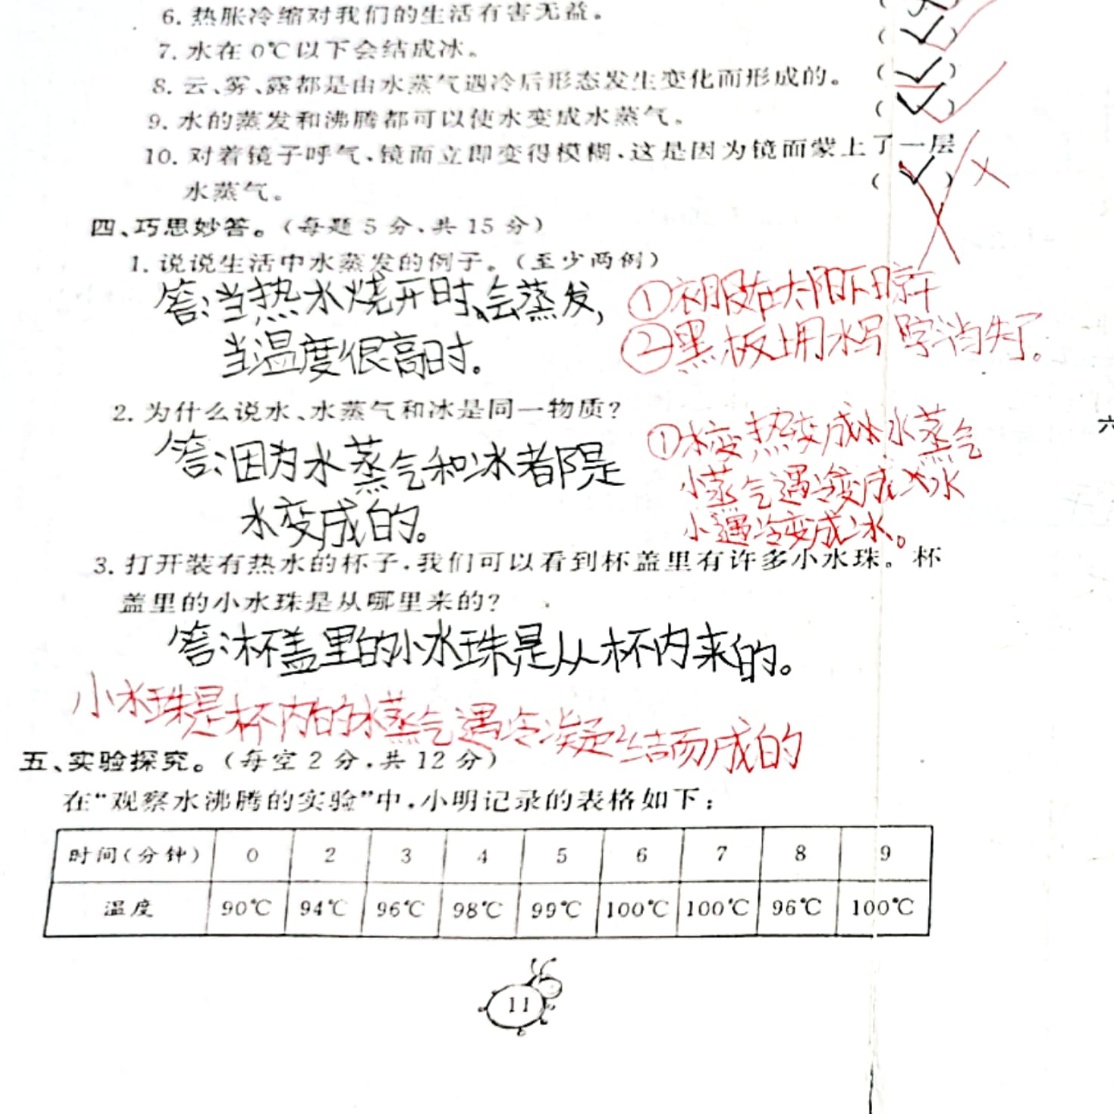 6. 热胀冷缩对我们的生活有害无益。
7. 水在 0℃以下会结成冰。 (✓)
8. 云、雾、露都是由水蒸气遇冷后形态发生变化而形成的。 (✓)
9. 水的蒸发和沸腾都可以使水变成水蒸气。 (✓)
10. 对着镜子呼气,镜面立即变得模糊,这是因为镜面蒙上了一层
水蒸气。 (✓) ×
四、巧思妙答。(每题 5 分,共 15 分)
1. 说说生活中水蒸发的例子。(至少两例)
答:当热水烧开时,会蒸发,
当温度很高时。
①衣服在太阳下晾干
②黑板上用水写字消失了。
2. 为什么说水、水蒸气和冰是同一物质?
答:因为水蒸气和冰都是
水变成的。
①水变热变成水蒸气
水蒸气遇冷变成水
水遇冷变成冰。
3. 打开装有热水的杯子,我们可以看到杯盖里有许多小水珠。杯
盖里的小水珠是从哪里来的?
答:杯盖里的小水珠是从杯内来的。
小水珠是杯内的水蒸气遇冷凝结而成的
五、实验探究。(每空 2 分,共 12 分)
在“观察水沸腾的实验”中,小明记录的表格如下:
时间(分钟) 0 2 3 4 5 6 7 8 9
温度 90℃ 94℃ 96℃ 98℃ 99℃ 100℃ 100℃ 96℃ 100℃
11